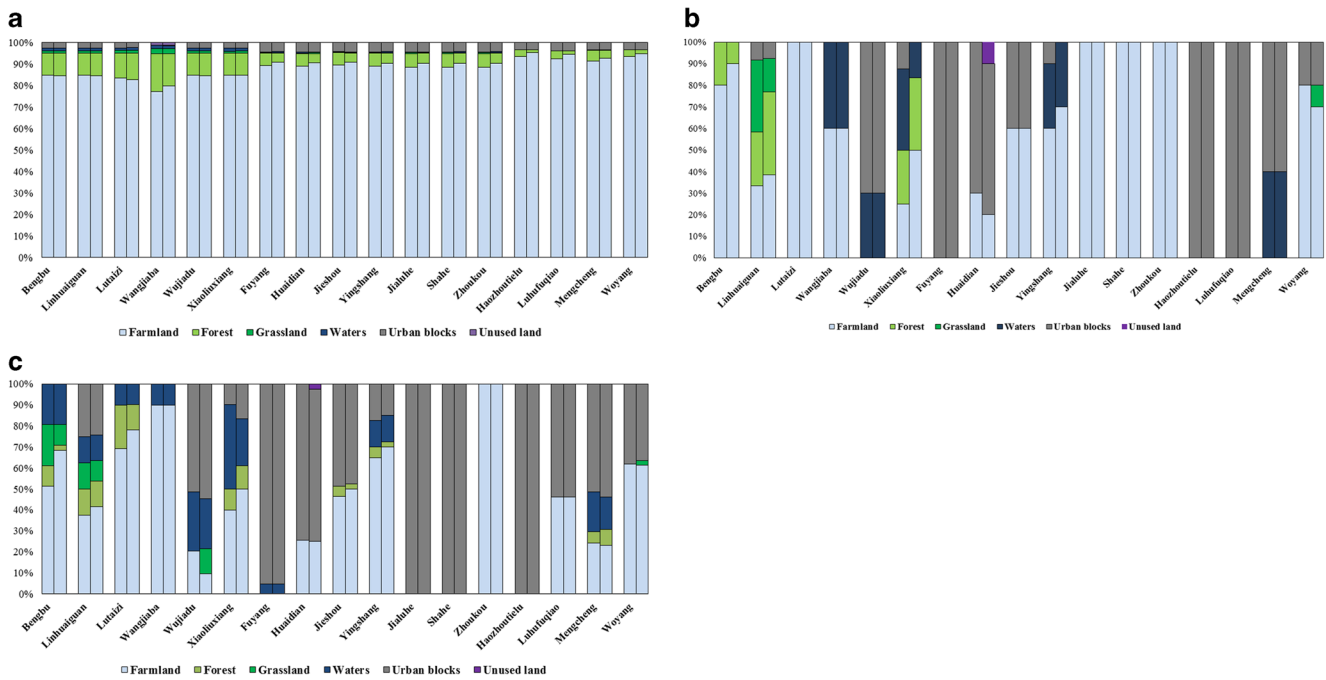 a
100%
90%
80%
70%
60%
50%
40%
30%
20%
10%
0%
Bengbu
Linhuaiguan
Lutaizi
Wangjiaba
Wujiadu
Xiaoliuxiang
Fuyang
Huaidian
Jieshou
Yingshang
Jialuhe
Shahe
Zhoukou
Haozhoutielu
Luhufuqiao
Mengcheng
Woyang
Farmland Forest Grassland Waters Urban blocks Unused land
b
100%
90%
80%
70%
60%
50%
40%
30%
20%
10%
0%
Bengbu
Linhuaiguan
Lutaizi
Wangjiaba
Wujiadu
Xiaoliuxiang
Fuyang
Huaidian
Jieshou
Yingshang
Jialuhe
Shahe
Zhoukou
Haozhoutielu
Luhufuqiao
Mengcheng
Woyang
Farmland Forest Grassland Waters Urban blocks Unused land
c
100%
90%
80%
70%
60%
50%
40%
30%
20%
10%
0%
Bengbu
Linhuaiguan
Lutaizi
Wangjiaba
Wujiadu
Xiaoliuxiang
Fuyang
Huaidian
Jieshou
Yingshang
Jialuhe
Shahe
Zhoukou
Haozhoutielu
Luhufuqiao
Mengcheng
Woyang
Farmland Forest Grassland Waters Urban blocks Unused land